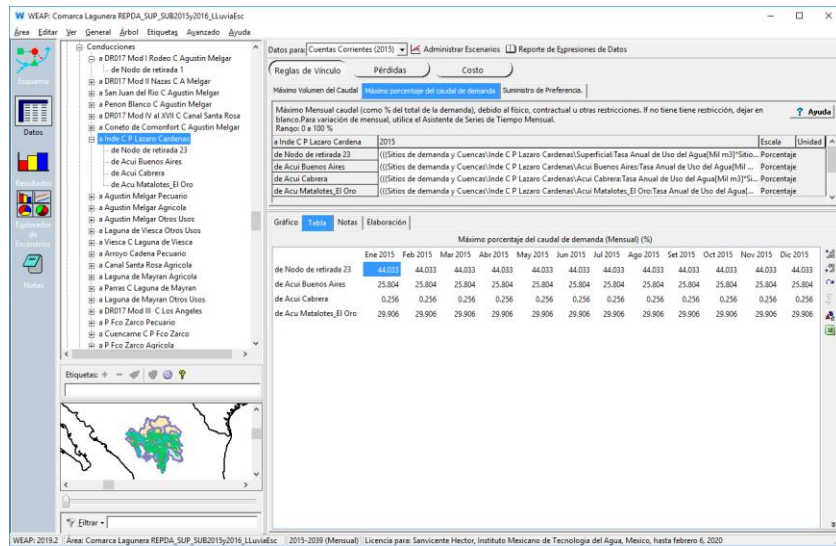 WEAP: Comarca Lagunera REPDA_SUP_SUB2015y2016_LLuviaEsc
Área Editar Ver General Árbol Etiquetas Avanzado Ayuda
Esquema
Datos
Resultados
Explorador de Escenarios
Notas
Conducciones
a DR017 Mod I Rodeo C Agustin Melgar
de Nodo de retirada 1
a DR017 Mod II Nazas C A Melgar
a San Juan del Rio C Agustin Melgar
a Penon Blanco C Agustin Melgar
a DR017 Mod IV al XVII C Canal Santa Rosa
a Coneto de Comonfort C Agustin Melgar
a Inde C P Lazaro Cardenas
de Nodo de retirada 23
de Acui Buenos Aires
de Acui Cabrera
de Acu Matalotes_El Oro
a Agustin Melgar Pecuario
a Agustin Melgar Agricola
a Agustin Melgar Otros Usos
a Laguna de Viesca Otros Usos
a Viesca C Laguna de Viesca
a Arroyo Cadena Pecuario
a Canal Santa Rosa Agricola
a Laguna de Mayran Agricola
a Parras C Laguna de Mayran
a Laguna de Mayran Otros Usos
a DR017 Mod III C Los Angeles
a P Fco Zarco Pecuario
a Cuencame C P Fco Zarco
a P Fco Zarco Agricola
Etiquetas:
Filtrar
Datos para: Cuentas Corrientes (2015) Administrar Escenarios Reporte de Expresiones de Datos
Reglas de Vínculo Pérdidas Costo
Máximo Volumen del Caudal Máximo porcentaje del caudal de demanda Suministro de Preferencia.
Máximo Mensual caudal (como % del total de la demanda), debido al físico, contractual u otras restricciones. If no tiene tiene restricción, dejar en
blanco.Para variación de mensual, utilice el Asistente de Series de Tiempo Mensual.
Rango: 0 a 100 %
? Ayuda
a Inde C P Lazaro Cardena 2015 Escala Unidad
de Nodo de retirada 23 (((Sitios de demanda y Cuencas\Inde C P Lazaro Cardenas\Superficial:Tasa Anual de Uso del Agua[Mil m3]*Sitio... Porcentaje
de Acui Buenos Aires (((Sitios de demanda y Cuencas\Inde C P Lazaro Cardenas\Acui Buenos Aires:Tasa Anual de Uso del Agua[Mil ... Porcentaje
de Acui Cabrera (((Sitios de demanda y Cuencas\Inde C P Lazaro Cardenas\Acui Cabrera:Tasa Anual de Uso del Agua[Mil m3]*Si... Porcentaje
de Acu Matalotes_El Oro (((Sitios de demanda y Cuencas\Inde C P Lazaro Cardenas\Acui Matalotes_El Oro:Tasa Anual de Uso del Agua[... Porcentaje
Gráfico Tabla Notas Elaboración
Máximo porcentaje del caudal de demanda (Mensual) (%)
Ene 2015 Feb 2015 Mar 2015 Abr 2015 May 2015 Jun 2015 Jul 2015 Ago 2015 Set 2015 Oct 2015 Nov 2015 Dic 2015
de Nodo de retirada 23 44.033 44.033 44.033 44.033 44.033 44.033 44.033 44.033 44.033 44.033 44.033 44.033
de Acui Buenos Aires 25.804 25.804 25.804 25.804 25.804 25.804 25.804 25.804 25.804 25.804 25.804 25.804
de Acui Cabrera 0.256 0.256 0.256 0.256 0.256 0.256 0.256 0.256 0.256 0.256 0.256 0.256
de Acu Matalotes_El Oro 29.906 29.906 29.906 29.906 29.906 29.906 29.906 29.906 29.906 29.906 29.906 29.906
WEAP: 2019.2 Área: Comarca Lagunera REPDA_SUP_SUB2015y2016_LLuviaEsc 2015-2039 (Mensual) Licencia para: Sanvicente Hector, Instituto Mexicano de Tecnologia del Agua, Mexico, hasta febrero 6, 2020